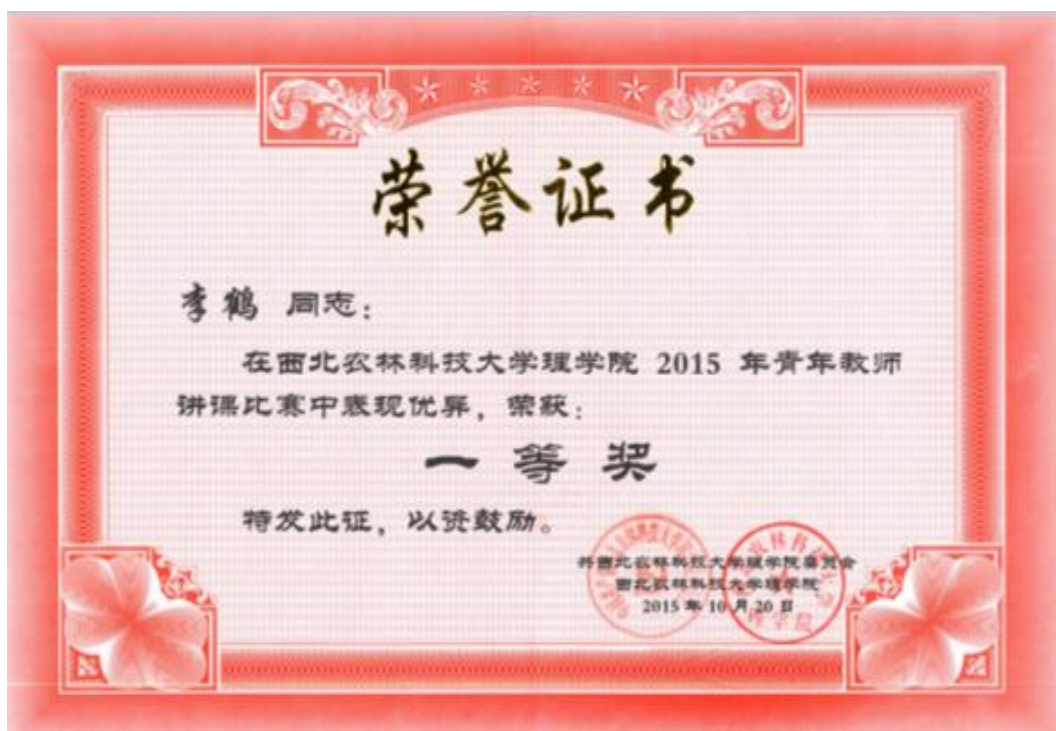 荣誉证书
李鹤 同志:
在西北农林科技大学理学院 2015 年青年教师
讲课比赛中表现优异,荣获:
一等奖
特发此证,以资鼓励。
共西北农林科技大学理学院委员会
西北农林科技大学理学院
2015 年 10 月 20 日